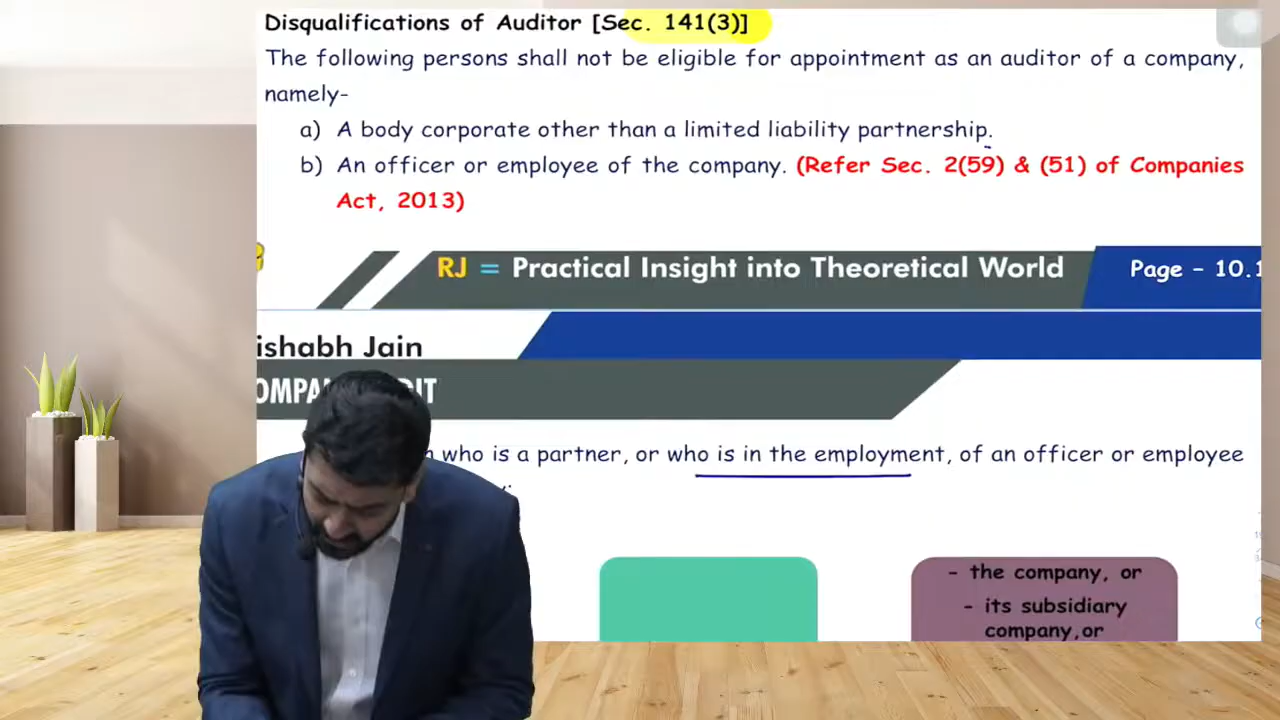 Disqualifications of Auditor [Sec. 141(3)]
The following persons shall not be eligible for appointment as an auditor of a company,
namely-
a) A body corporate other than a limited liability partnership.
b) An officer or employee of the company. (Refer Sec. 2(59) & (51) of Companies
Act, 2013)
RJ = Practical Insight into Theoretical World
Page - 10.1
ishabh Jain
who is a partner, or who is in the employment, of an officer or employee
- the company, or
- its subsidiary
company,or